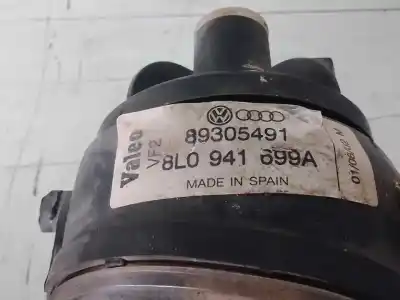 89305491
8L0 941 699A
MADE IN SPAIN
Valeo
VF2